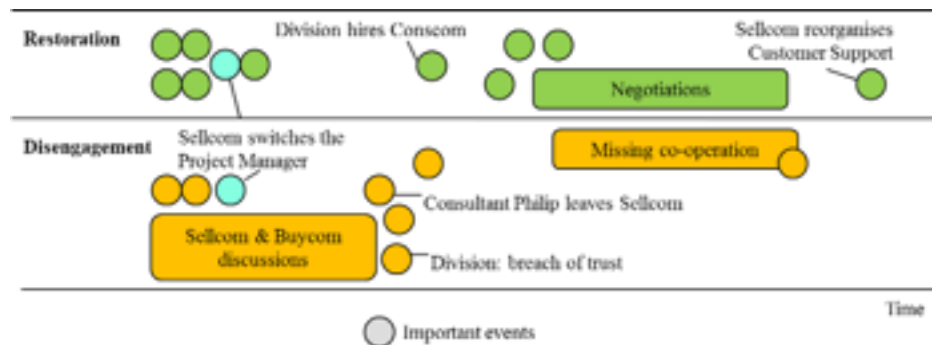 Restoration
Division hires Conscom
Sellcom reorganises
Customer Support
Negotiations
Disengagement
Sellcom switches the
Project Manager
Missing co-operation
Consultant Philip leaves Sellcom
Sellcom & Buycom
discussions
Division: breach of trust
Time
Important events